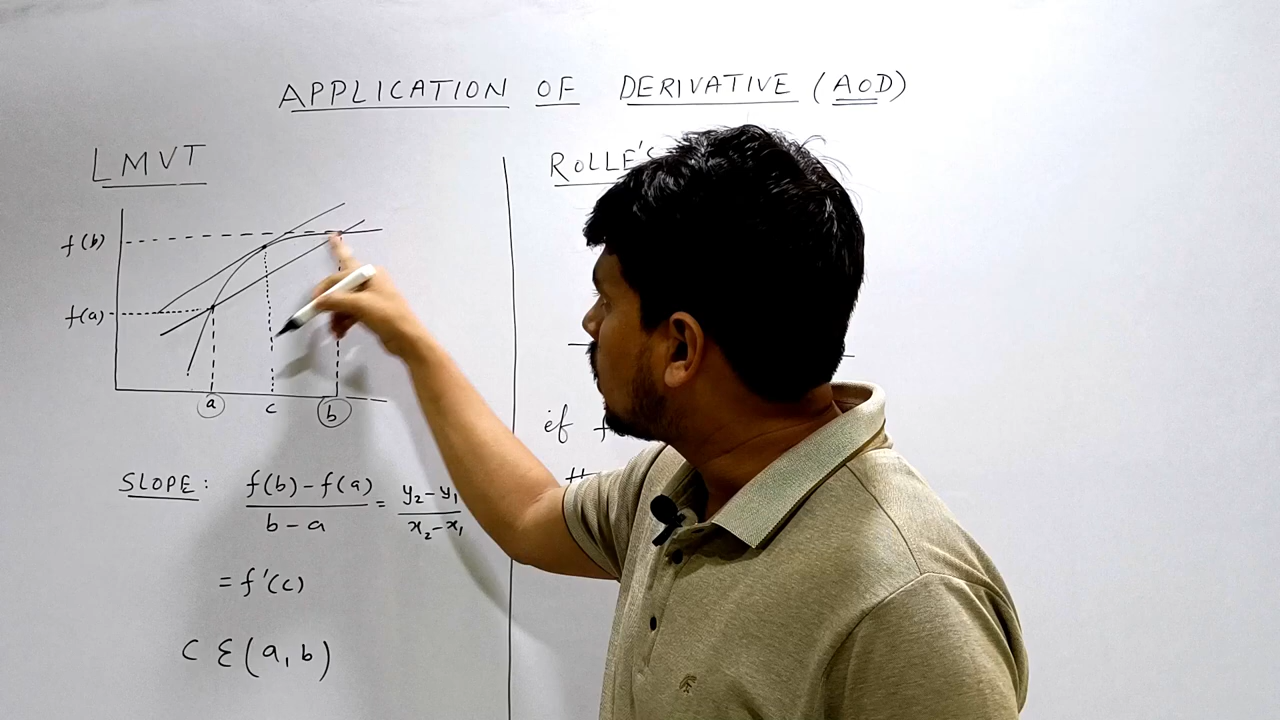 APPLICATION OF DERIVATIVE (AOD)
LMVT
f(b)
f(a)
a c b
SLOPE: f(b)-f(a) / b-a = y₂-y₁ / x₂-x₁
= f'(c)
C ε (a, b)
ROLLE'S
if f